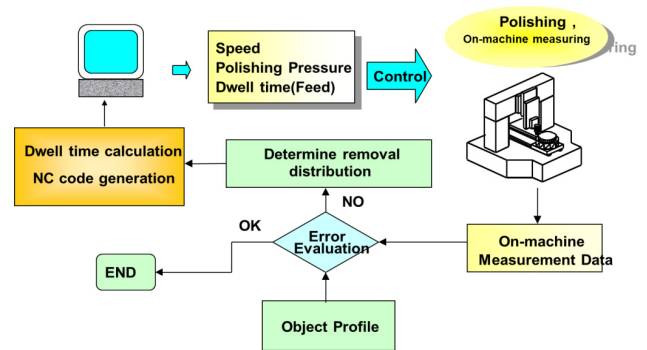 Polishing ,
On-machine measuring
Speed
Polishing Pressure
Dwell time(Feed)
Control
Dwell time calculation
NC code generation
Determine removal
distribution
NO
OK
Error
Evaluation
On-machine
Measurement Data
END
Object Profile